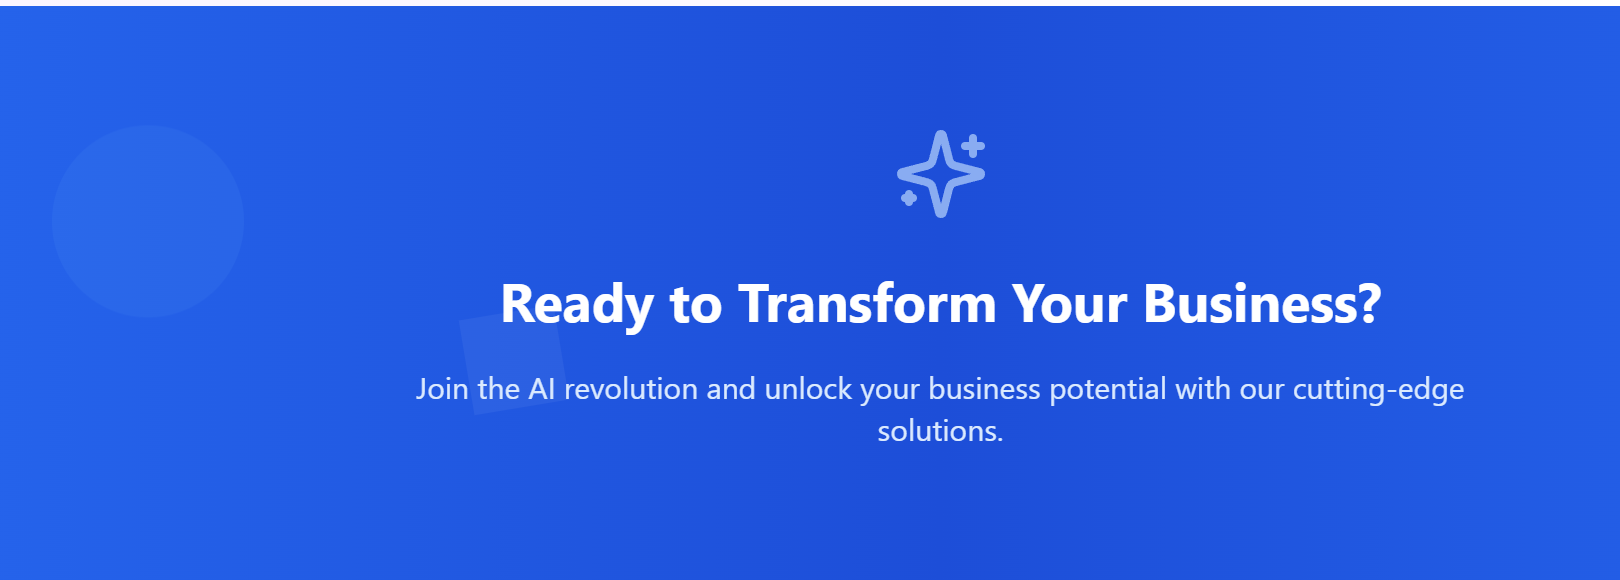 Ready to Transform Your Business?
Join the AI revolution and unlock your business potential with our cutting-edge
solutions.